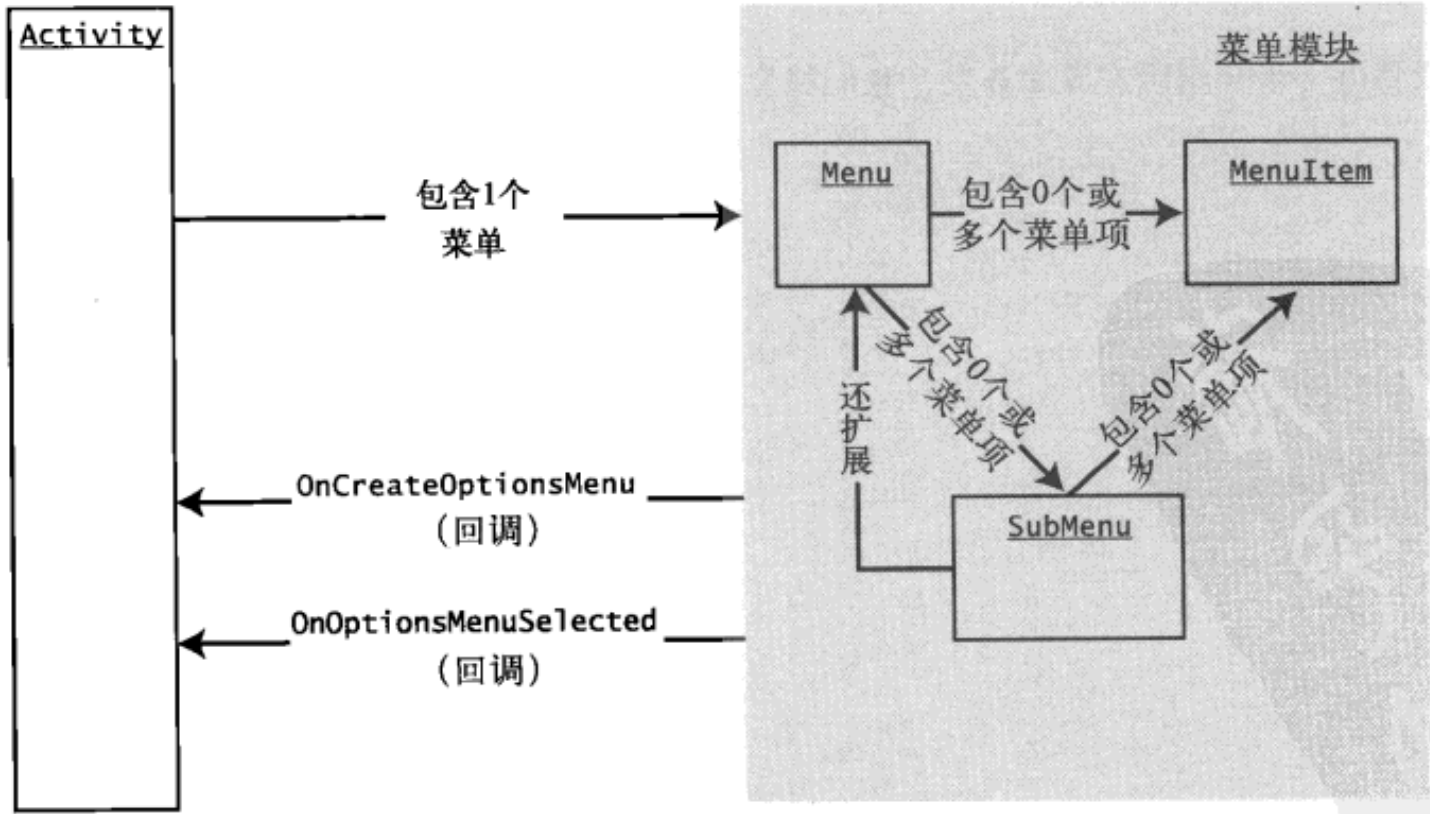 Activity
菜单模块
Menu
MenuItem
包含1个
菜单
包含0个或
多个菜单项
包含0个或
多个菜单项
包含0个或
多个菜单项
还扩展
OnCreateOptionsMenu
（回调）
SubMenu
OnOptionsMenuSelected
（回调）